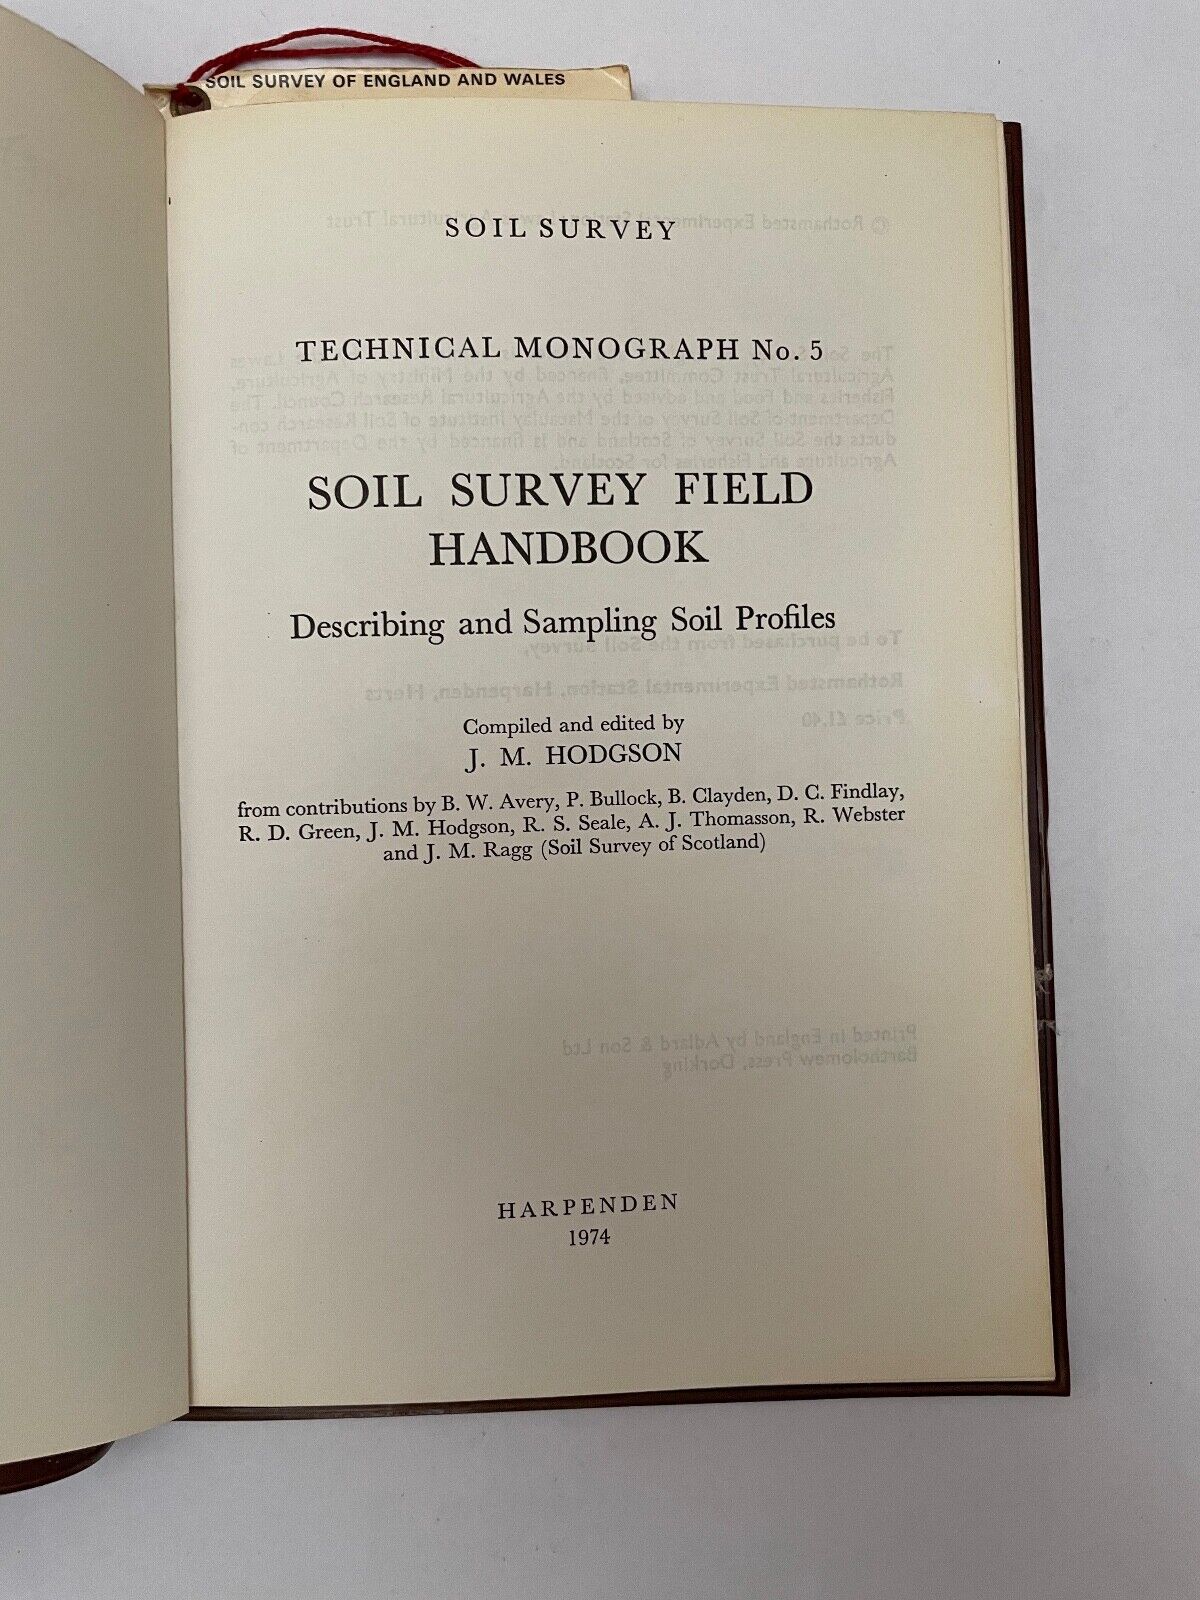 SOIL SURVEY OF ENGLAND AND WALES
SOIL SURVEY
TECHNICAL MONOGRAPH No. 5
SOIL SURVEY FIELD
HANDBOOK
Describing and Sampling Soil Profiles
Compiled and edited by
J. M. HODGSON
from contributions by B. W. Avery, P. Bullock, B. Clayden, D. C. Findlay,
R. D. Green, J. M. Hodgson, R. S. Seale, A. J. Thomasson, R. Webster
and J. M. Ragg (Soil Survey of Scotland)
HARPENDEN
1974